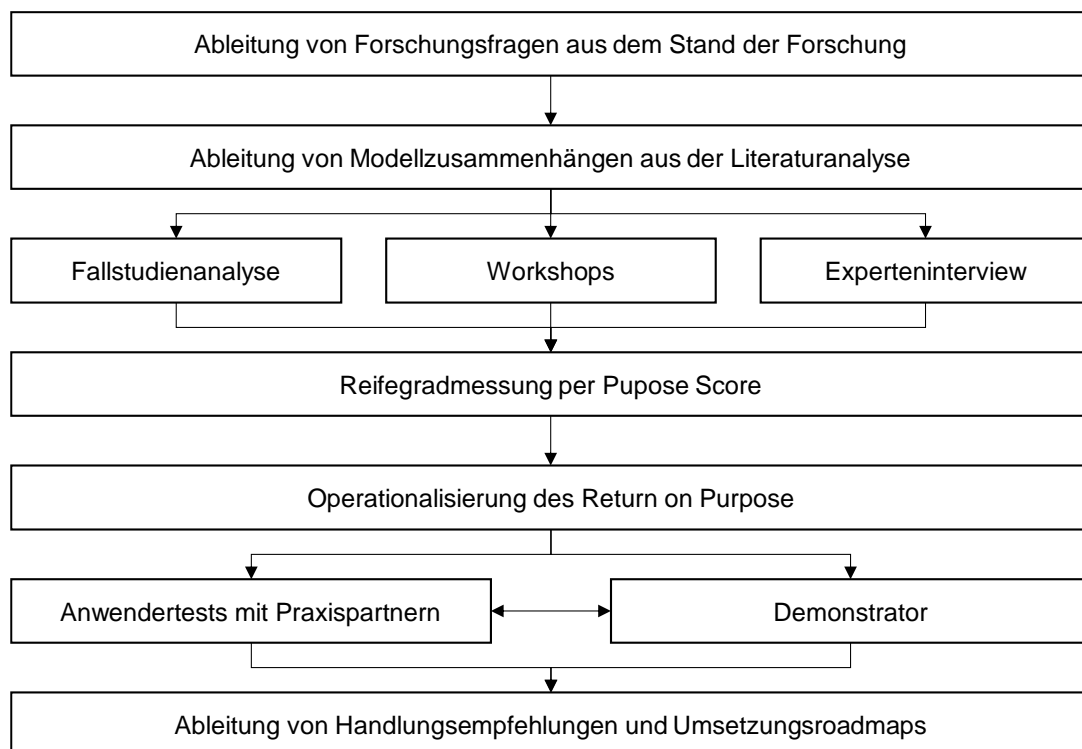 Ableitung von Forschungsfragen aus dem Stand der Forschung
Ableitung von Modellzusammenhängen aus der Literaturanalyse
Fallstudienanalyse
Workshops
Experteninterview
Reifegradmessung per Pupose Score
Operationalisierung des Return on Purpose
Anwendertests mit Praxispartnern
Demonstrator
Ableitung von Handlungsempfehlungen und Umsetzungsroadmaps